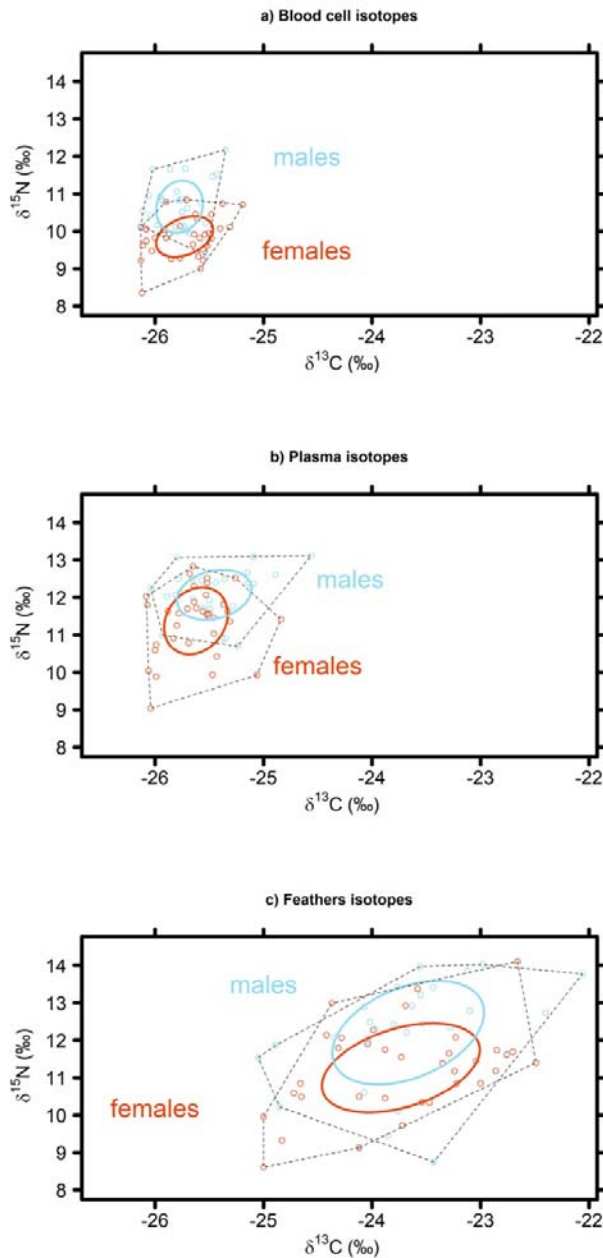 a) Blood cell isotopes
14
13
12
11
10
9
8
δ¹⁵N (‰)
males
females
-26 -25 -24 -23 -22
δ¹³C (‰)
b) Plasma isotopes
14
13
12
11
10
9
8
δ¹⁵N (‰)
males
females
-26 -25 -24 -23 -22
δ¹³C (‰)
c) Feathers isotopes
14
13
12
11
10
9
8
δ¹⁵N (‰)
males
females
-26 -25 -24 -23 -22
δ¹³C (‰)